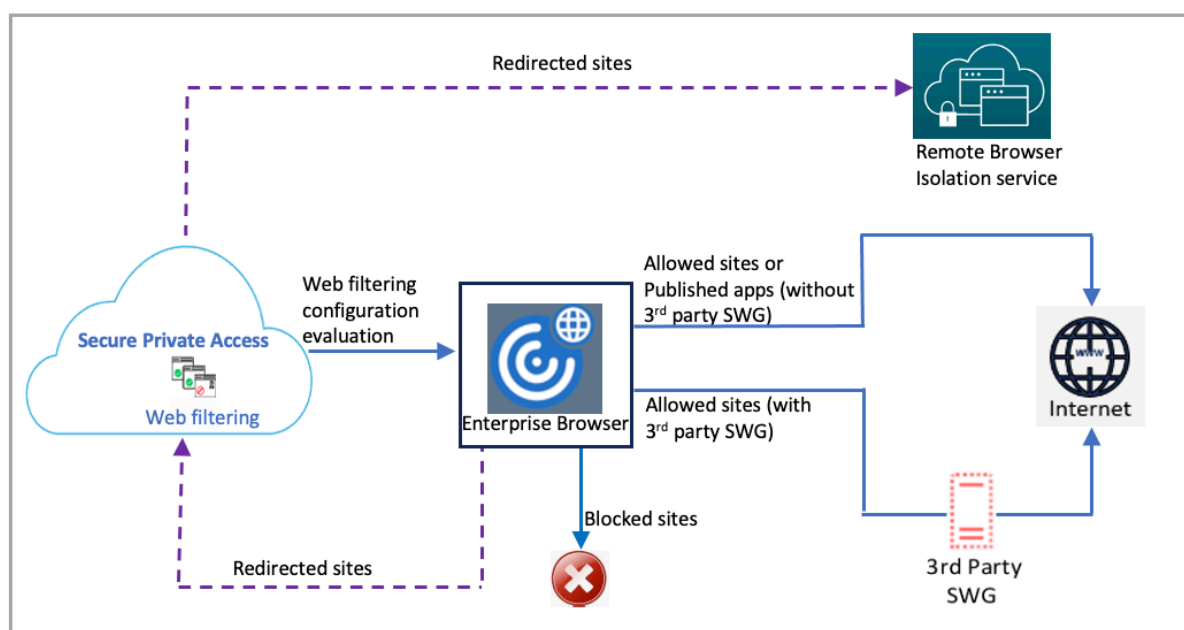 Redirected sites
Remote Browser
Isolation service
Web filtering
configuration
evaluation
Allowed sites or
Published apps (without
3rd party SWG)
Secure Private Access
Web filtering
Enterprise Browser
Allowed sites (with
3rd party SWG)
www
Internet
Blocked sites
Redirected sites
3rd Party
SWG